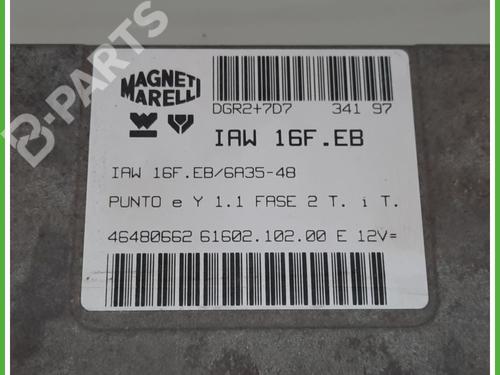 MAGNETI
MARELLI
DGR2+7D7 341 97
IAW 16F.EB
IAW 16F.EB/6A35-48
PUNTO e Y 1.1 FASE 2 T. i T.
46480662 61602.102.00 E 12V=
B-PARTS